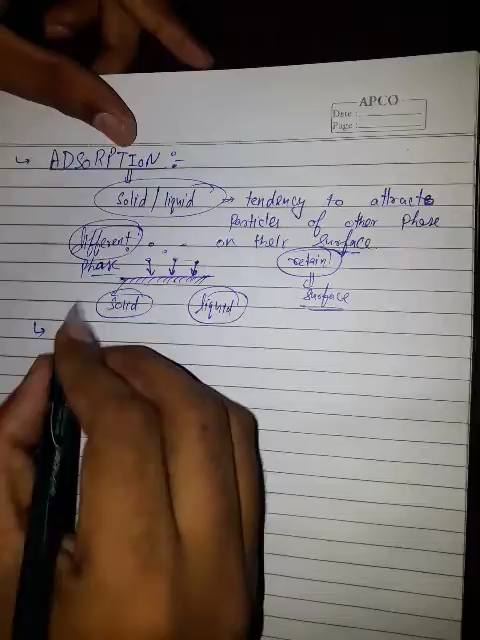 APCO
Date :
Page :
ADSORPTION :-
Solid / liquid → tendency to attracts
Particles of other Phase
different on their surface
phase retain
solid liquid surface